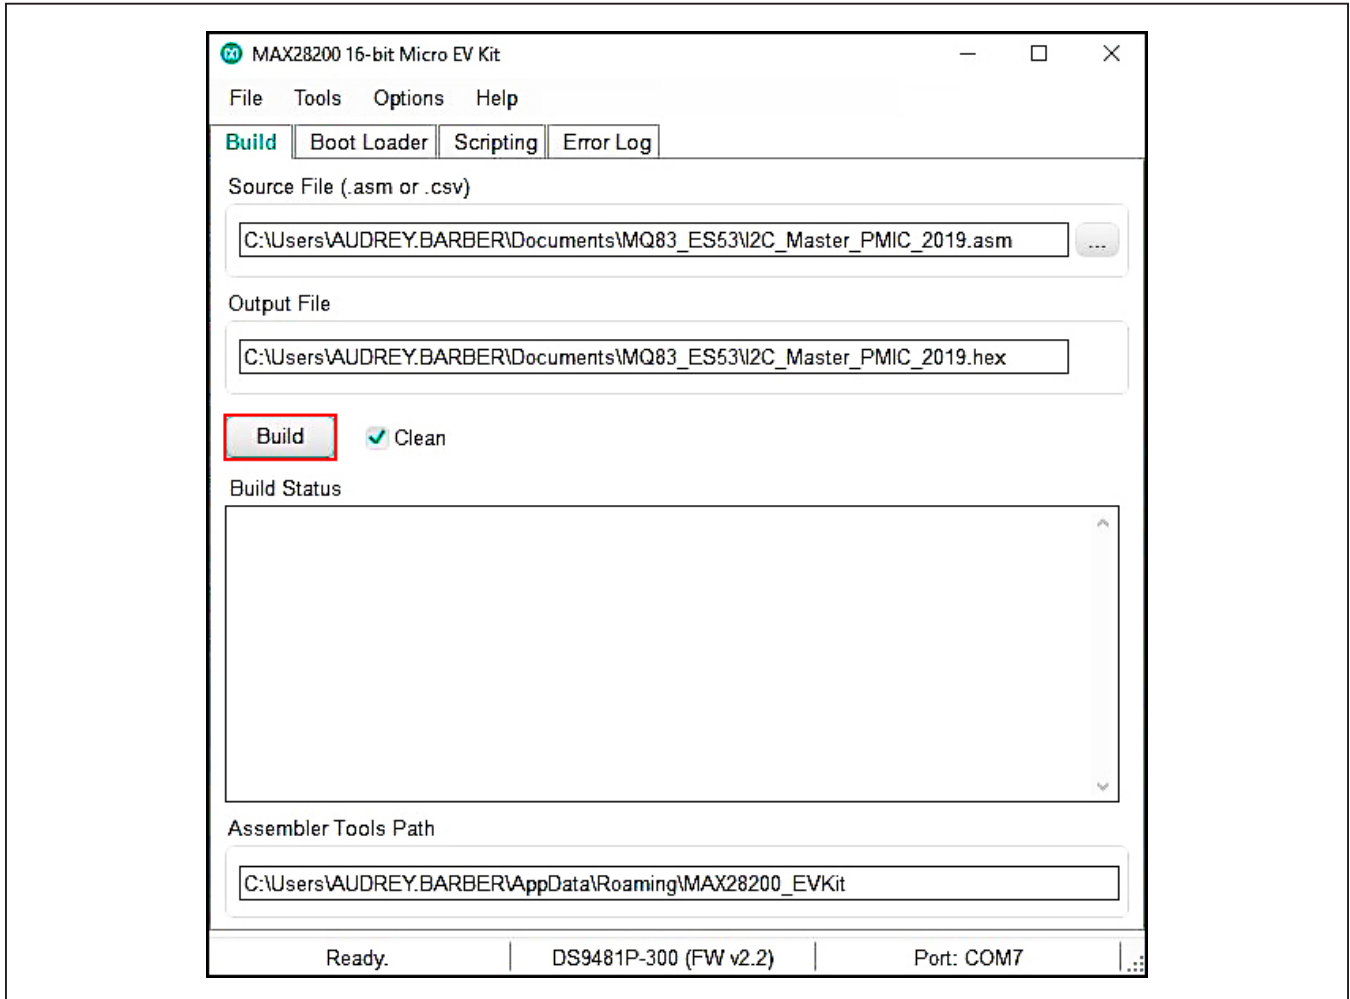 MAX28200 16-bit Micro EV Kit
File Tools Options Help
Build Boot Loader Scripting Error Log
Source File (.asm or .csv)
C:\Users\AUDREY.BARBER\Documents\MQ83_ES53\I2C_Master_PMIC_2019.asm ...
Output File
C:\Users\AUDREY.BARBER\Documents\MQ83_ES53\I2C_Master_PMIC_2019.hex
Build Clean
Build Status
Assembler Tools Path
C:\Users\AUDREY.BARBER\AppData\Roaming\MAX28200_EVKit
Ready. DS9481P-300 (FW v2.2) Port: COM7